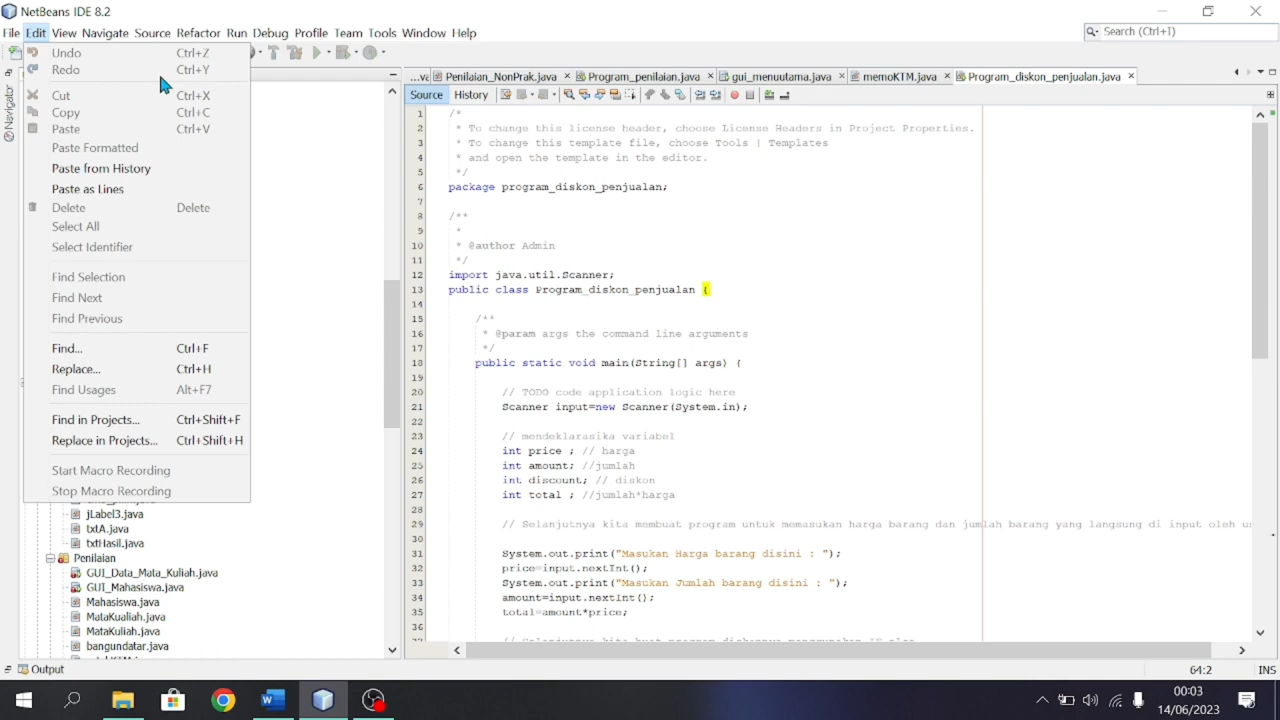 NetBeans IDE 8.2
File Edit View Navigate Source Refactor Run Debug Profile Team Tools Window Help
Search (Ctrl+I)
Undo Ctrl+Z
Redo Ctrl+Y
Cut Ctrl+X
Copy Ctrl+C
Paste Ctrl+V
Paste Formatted
Paste from History
Paste as Lines
Delete Delete
Select All
Select Identifier
Find Selection
Find Next
Find Previous
Find... Ctrl+F
Replace... Ctrl+H
Find Usages Alt+F7
Find in Projects... Ctrl+Shift+F
Replace in Projects... Ctrl+Shift+H
Start Macro Recording
Stop Macro Recording
Navigator
jLabel3.java
txtA.java
txtHasil.java
Penilaian
GUI_Data_Mata_Kuliah.java
GUI_Mahasiswa.java
Mahasiswa.java
MataKualiah.java
MataKuliah.java
bangundatar.java
...va Penilaian_NonPrak.java Program_penilaian.java gui_menuutama.java memoKTM.java Program_diskon_penjualan.java
Source History
1 /*
2 * To change this license header, choose License Headers in Project Properties.
3 * To change this template file, choose Tools | Templates
4 * and open the template in the editor.
5 */
6 package program_diskon_penjualan;
7
8 /**
9 *
10 * @author Admin
11 */
12 import java.util.Scanner;
13 public class Program_diskon_penjualan {
14
15 /**
16 * @param args the command line arguments
17 */
18 public static void main(String[] args) {
19
20 // TODO code application logic here
21 Scanner input=new Scanner(System.in);
22
23 // mendeklarasika variabel
24 int price ; // harga
25 int amount; //jumlah
26 int discount; // diskon
27 int total ; //jumlah*harga
28
29 // Selanjutnya kita membuat program untuk memasukan harga barang dan jumlah barang yang langsung di input oleh us
30
31 System.out.print("Masukan Harga barang disini : ");
32 price=input.nextInt();
33 System.out.print("Masukan Jumlah barang disini : ");
34 amount=input.nextInt();
35 total=amount*price;
36
Output
64:2 INS
00:03
14/06/2023